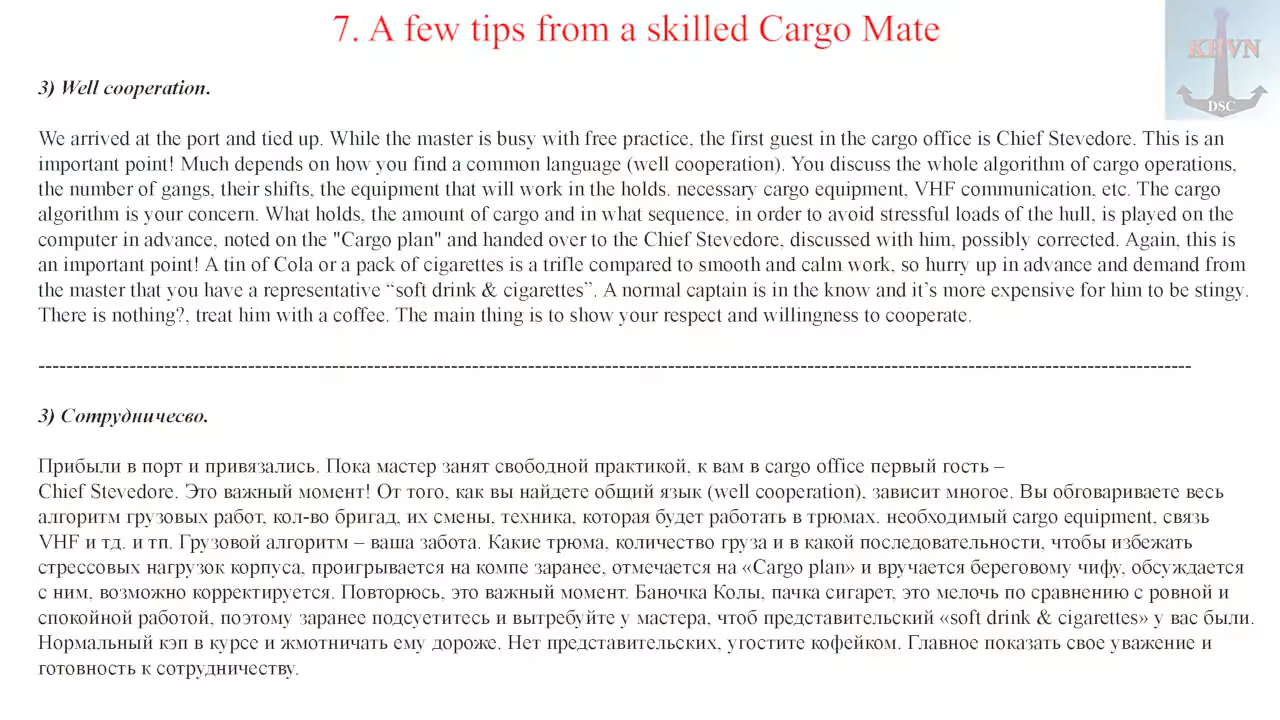 7. A few tips from a skilled Cargo Mate
KHVN
DSC
3) Well cooperation.
We arrived at the port and tied up. While the master is busy with free practice, the first guest in the cargo office is Chief Stevedore. This is an
important point! Much depends on how you find a common language (well cooperation). You discuss the whole algorithm of cargo operations,
the number of gangs, their shifts, the equipment that will work in the holds. necessary cargo equipment, VHF communication, etc. The cargo
algorithm is your concern. What holds, the amount of cargo and in what sequence, in order to avoid stressful loads of the hull, is played on the
computer in advance, noted on the "Cargo plan" and handed over to the Chief Stevedore, discussed with him, possibly corrected. Again, this is
an important point! A tin of Cola or a pack of cigarettes is a trifle compared to smooth and calm work, so hurry up in advance and demand from
the master that you have a representative “soft drink & cigarettes”. A normal captain is in the know and it’s more expensive for him to be stingy.
There is nothing?, treat him with a coffee. The main thing is to show your respect and willingness to cooperate.
--------------------------------------------------------------------------------------------------------------------------------------------------------------------
3) Сотрудничесво.
Прибыли в порт и привязались. Пока мастер занят свободной практикой, к вам в cargo office первый гость –
Chief Stevedore. Это важный момент! От того, как вы найдете общий язык (well cooperation), зависит многое. Вы обговариваете весь
алгоритм грузовых работ, кол-во бригад, их смены, техника, которая будет работать в трюмах. необходимый cargo equipment, связь
VHF и тд. и тп. Грузовой алгоритм – ваша забота. Какие трюма, количество груза и в какой последовательности, чтобы избежать
стрессовых нагрузок корпуса, проигрывается на компе заранее, отмечается на «Cargo plan» и вручается береговому чифу, обсуждается
с ним, возможно корректируется. Повторюсь, это важный момент. Баночка Колы, пачка сигарет, это мелочь по сравнению с ровной и
спокойной работой, поэтому заранее подсуетитесь и вытребуйте у мастера, чтоб представительский «soft drink & cigarettes» у вас были.
Нормальный кэп в курсе и жмотничать ему дороже. Нет представительских, угостите кофейком. Главное показать свое уважение и
готовность к сотрудничеству.